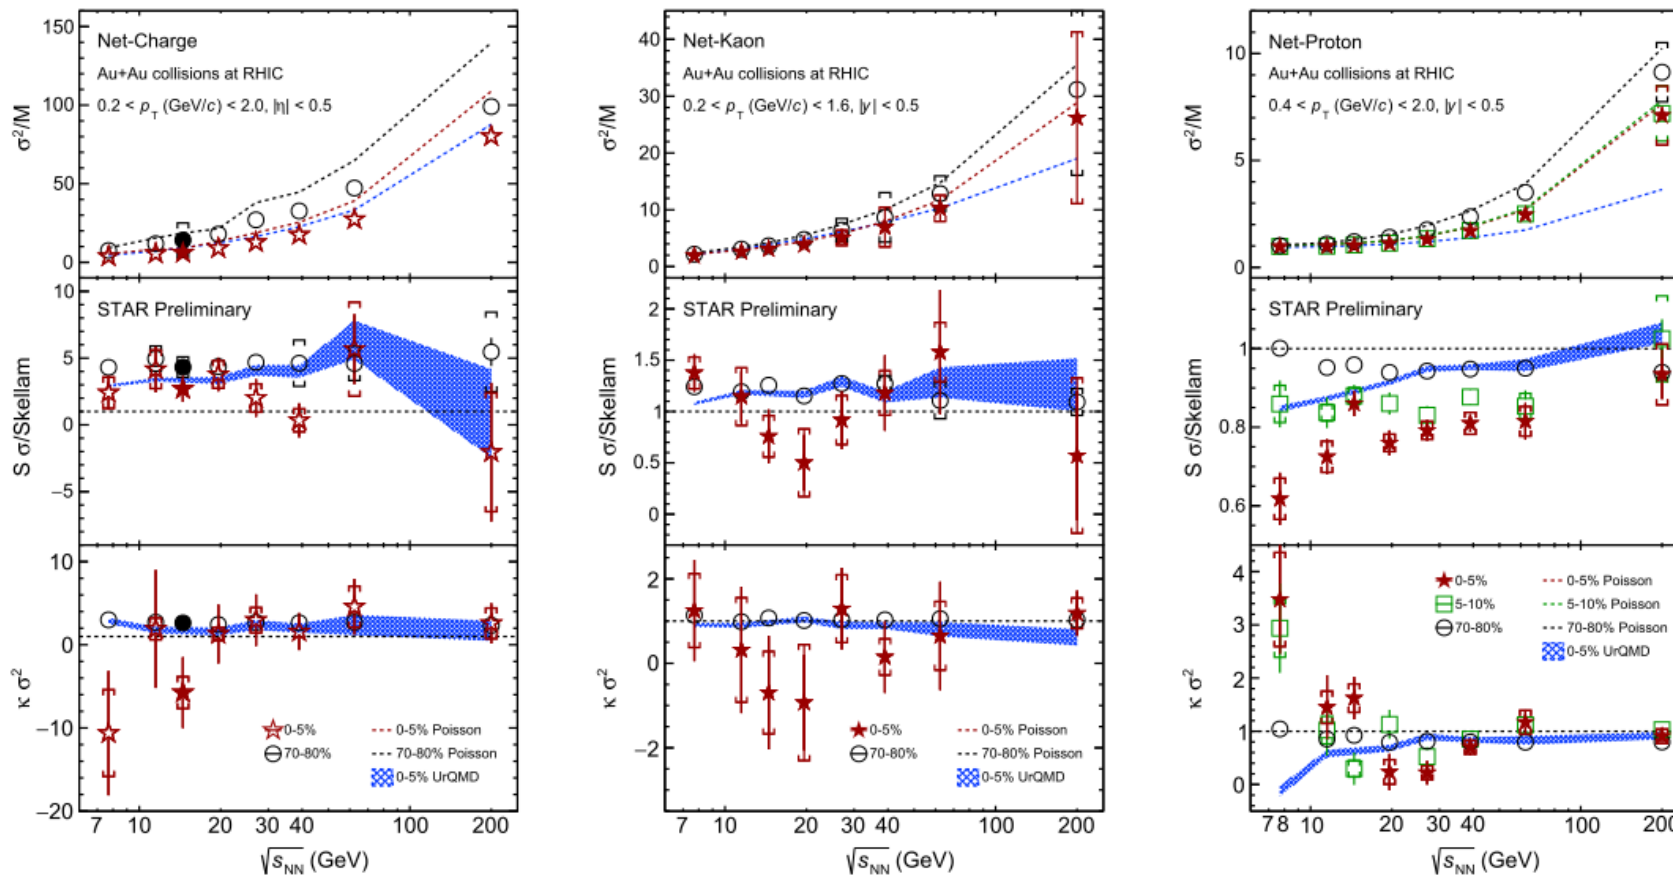 σ²/M
150
100
50
0
Net-Charge
Au+Au collisions at RHIC
0.2 < p_T (GeV/c) < 2.0, |η| < 0.5
S σ/Skellam
10
5
0
−5
STAR Preliminary
κ σ²
10
0
−10
−20
0-5%
70-80%
0-5% Poisson
70-80% Poisson
0-5% UrQMD
7 10 20 30 40 100 200
√s_NN (GeV)
σ²/M
40
30
20
10
0
Net-Kaon
Au+Au collisions at RHIC
0.2 < p_T (GeV/c) < 1.6, |y| < 0.5
S σ/Skellam
2
1.5
1
0.5
0
STAR Preliminary
κ σ²
2
0
−2
0-5%
70-80%
0-5% Poisson
70-80% Poisson
0-5% UrQMD
7 10 20 30 40 100 200
√s_NN (GeV)
σ²/M
10
5
1
Net-Proton
Au+Au collisions at RHIC
0.4 < p_T (GeV/c) < 2.0, |y| < 0.5
S σ/Skellam
1
0.8
0.6
STAR Preliminary
κ σ²
4
3
2
1
0
0-5%
5-10%
70-80%
0-5% Poisson
5-10% Poisson
70-80% Poisson
0-5% UrQMD
7 8 10 20 30 40 100 200
√s_NN (GeV)